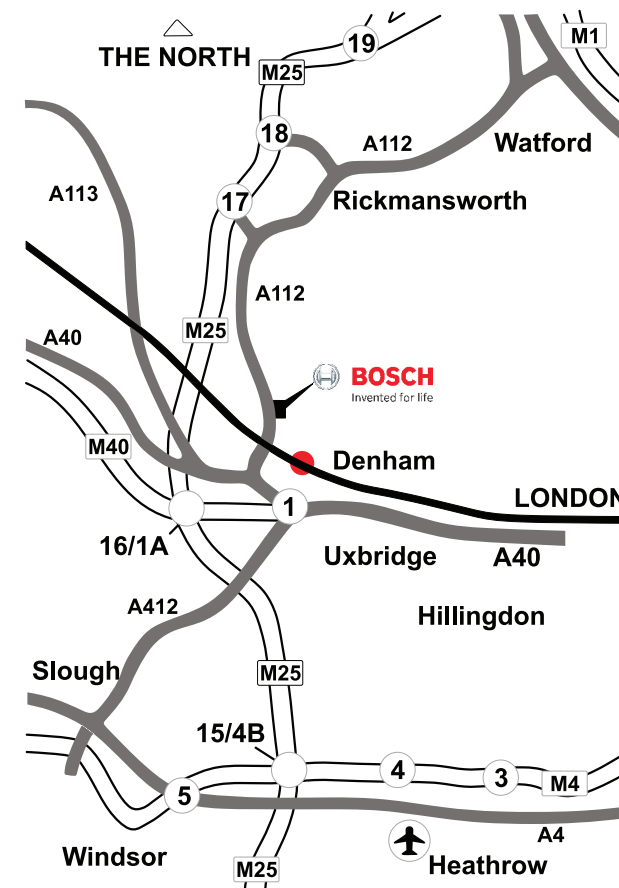 19
M1
THE NORTH
M25
18
A112
Watford
A113
17
Rickmansworth
A112
M25
A40
BOSCH
Invented for life
M40
Denham
1
LONDON
16/1A
Uxbridge
A40
A412
Hillingdon
Slough
M25
15/4B
4
3
M4
5
A4
Windsor
Heathrow
M25